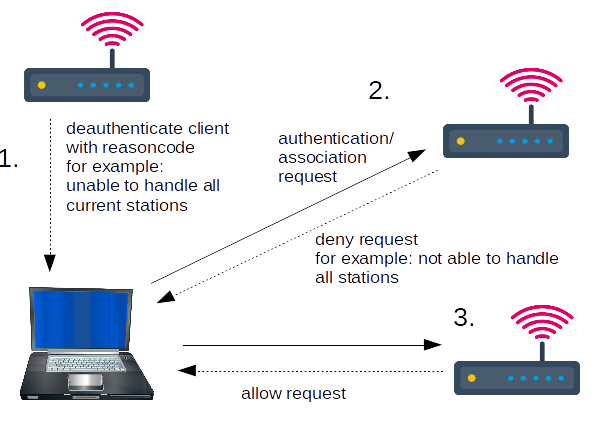 1.
deauthenticate client
with reasoncode
for example:
unable to handle all
current stations
2.
authentication/
association
request
deny request
for example: not able to handle
all stations
3.
allow request